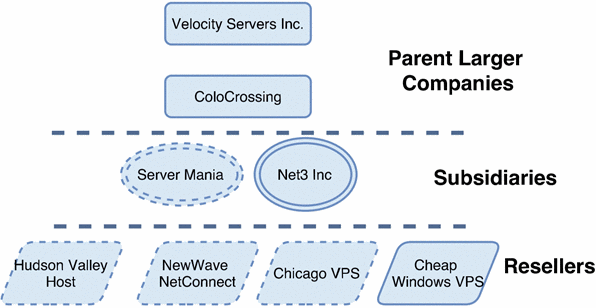 Velocity Servers Inc.
Parent Larger
Companies
ColoCrossing
Server Mania
Net3 Inc
Subsidiaries
Hudson Valley
Host
NewWave
NetConnect
Chicago VPS
Cheap
Windows VPS
Resellers